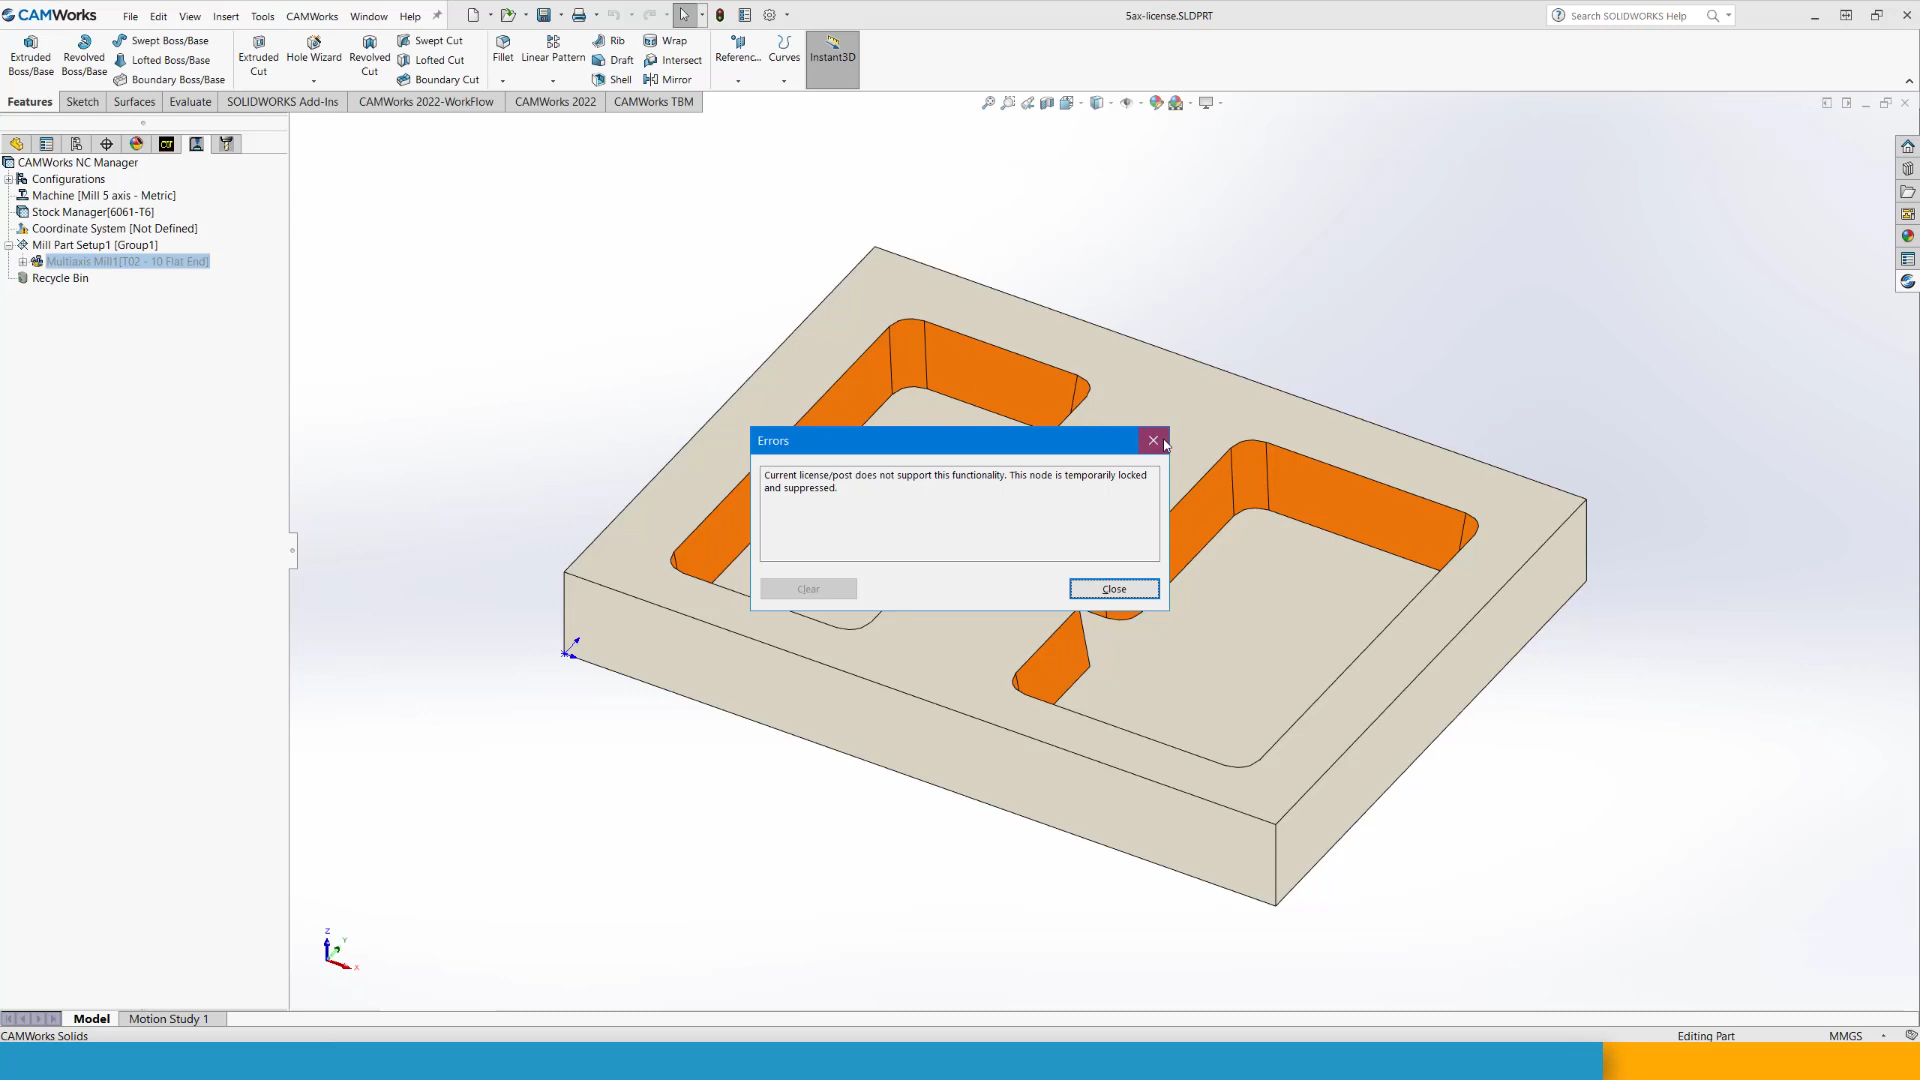 CAMWorks File Edit View Insert Tools CAMWorks Window Help 5ax-license.SLDPRT Search SOLIDWORKS Help
Extruded Boss/Base
Revolved Boss/Base
Swept Boss/Base
Lofted Boss/Base
Boundary Boss/Base
Extruded Cut
Hole Wizard
Revolved Cut
Swept Cut
Lofted Cut
Boundary Cut
Fillet
Linear Pattern
Rib
Draft
Shell
Wrap
Intersect
Mirror
Referenc...
Curves
Instant3D
Features Sketch Surfaces Evaluate SOLIDWORKS Add-Ins CAMWorks 2022-WorkFlow CAMWorks 2022 CAMWorks TBM
CAMWorks NC Manager
Configurations
Machine [Mill 5 axis - Metric]
Stock Manager[6061-T6]
Coordinate System [Not Defined]
Mill Part Setup1 [Group1]
Multiaxis Mill1[T02 - 10 Flat End]
Recycle Bin
Errors
Current license/post does not support this functionality. This node is temporarily locked
and suppressed.
Clear Close
Z
Y
X
Model Motion Study 1
CAMWorks Solids Editing Part MMGS